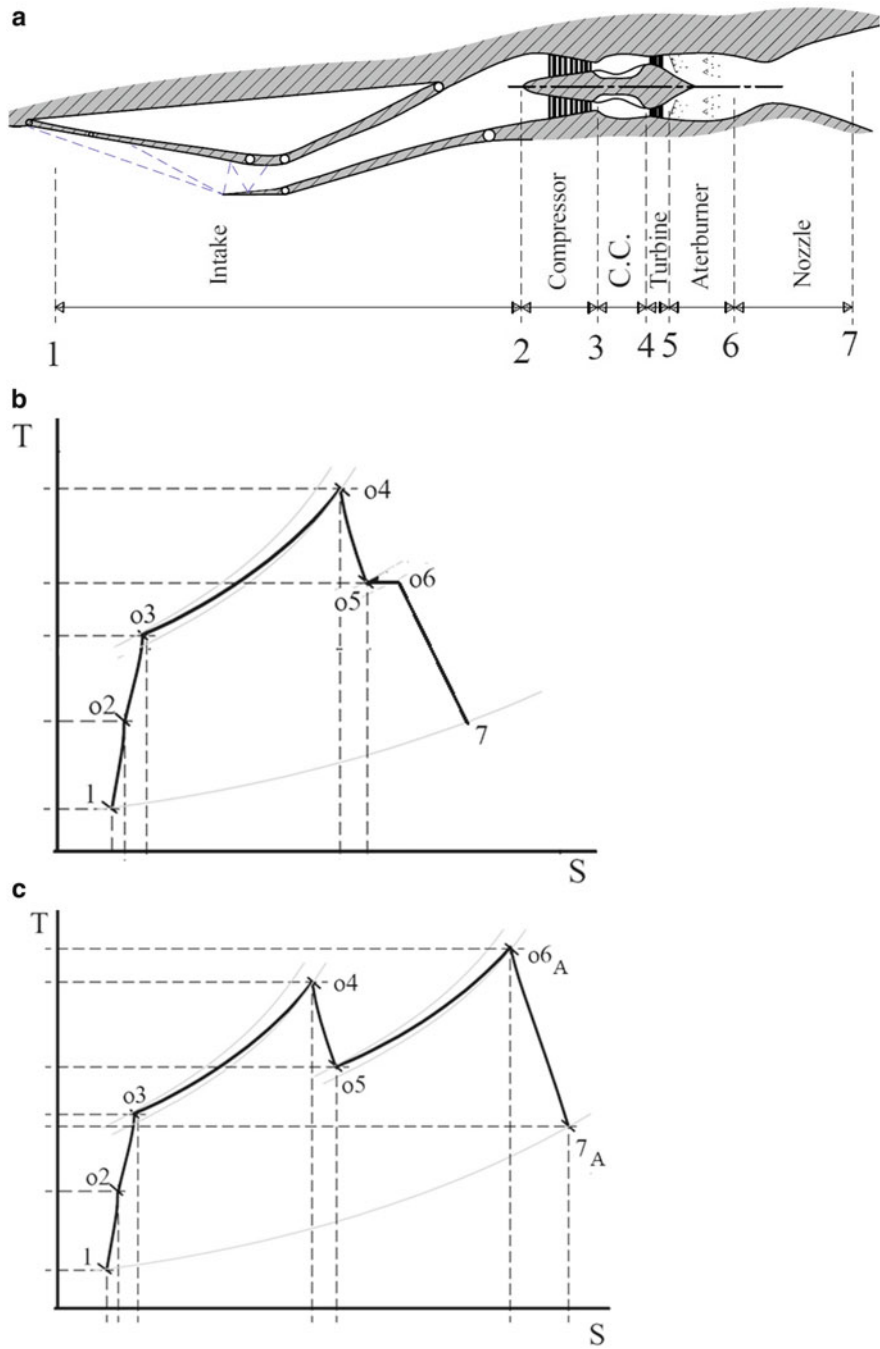 a
Intake
Compressor
C.C.
Turbine
Aterburner
Nozzle
1 2 3 4 5 6 7
b
T
o4
o3
o5
o6
o2
7
1
S
c
T
o6A
o4
o5
o3
7A
o2
1
S